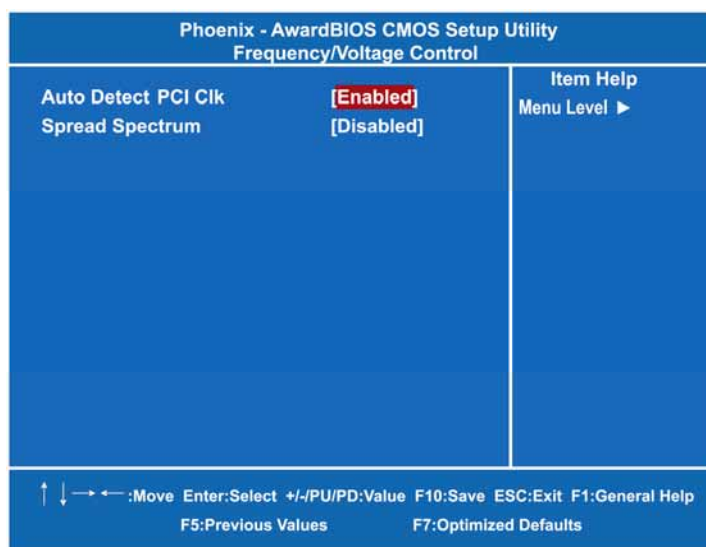 Phoenix - AwardBIOS CMOS Setup Utility
Frequency/Voltage Control
Auto Detect PCI Clk [Enabled]
Spread Spectrum [Disabled]
Item Help
Menu Level ►
↑ ↓ → ← :Move Enter:Select +/-/PU/PD:Value F10:Save ESC:Exit F1:General Help
F5:Previous Values F7:Optimized Defaults